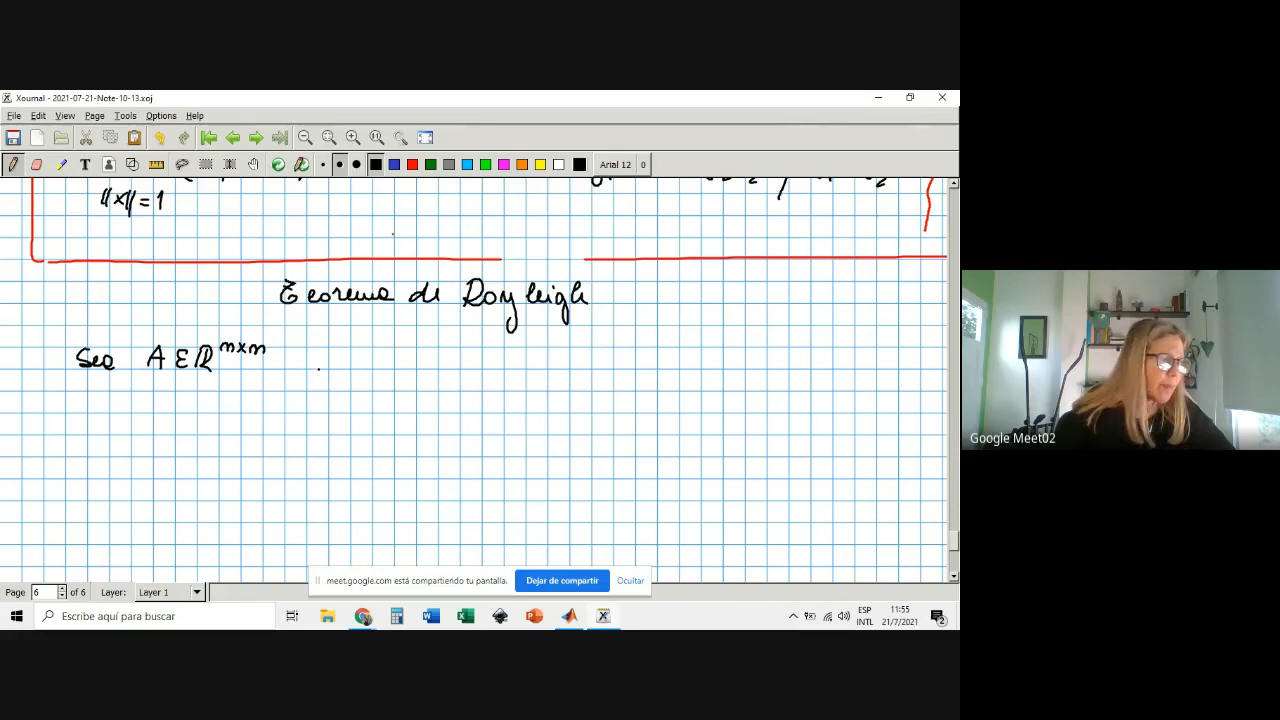 Xournal - 2021-07-21-Note-10-13.xoj
File Edit View Page Tools Options Help
Arial 12 0
||x|| = 1
Teorema de Rayleigh
Sea A ∈ ℝ^{n×n}
Google Meet02
meet.google.com está compartiendo tu pantalla. Dejar de compartir Ocultar
Page 6 of 6 Layer: Layer 1
Escribe aquí para buscar
ESP 11:55
INTL 21/7/2021
2